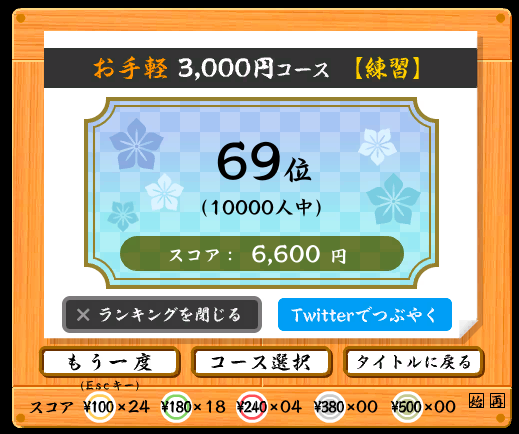 お手軽 3,000円コース 【練習】
69位
(10000人中)
スコア： 6,600 円
× ランキングを閉じる
Twitterでつぶやく
もう一度
コース選択
タイトルに戻る
(Escキー)
スコア ¥100×24 ¥180×18 ¥240×04 ¥380×00 ¥500×00
始 再